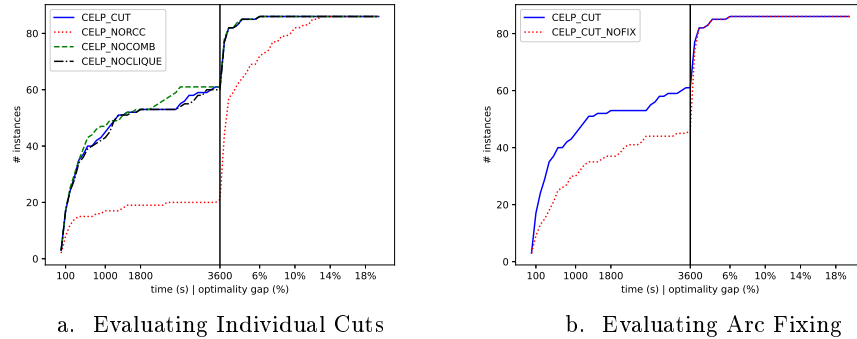 CELP_CUT
CELP_NORCC
CELP_NOCOMB
CELP_NOCLIQUE
# instances
80
60
40
20
0
100 1000 1800 3600 6% 10% 14% 18%
time (s) | optimality gap (%)
a. Evaluating Individual Cuts
CELP_CUT
CELP_CUT_NOFIX
# instances
80
60
40
20
0
100 1000 1800 3600 6% 10% 14% 18%
time (s) | optimality gap (%)
b. Evaluating Arc Fixing